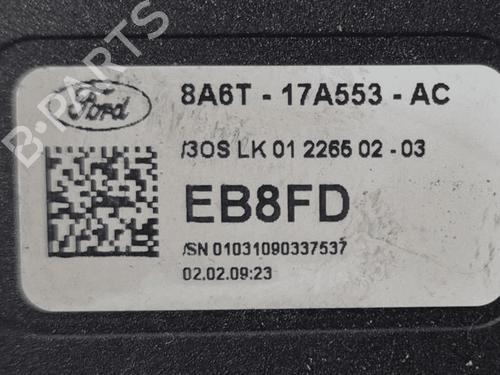 B-PARTS
Ford
8A6T - 17A553 - AC
/3OS LK 01 2265 02 - 03
EB8FD
/SN 01031090337537
02.02.09:23